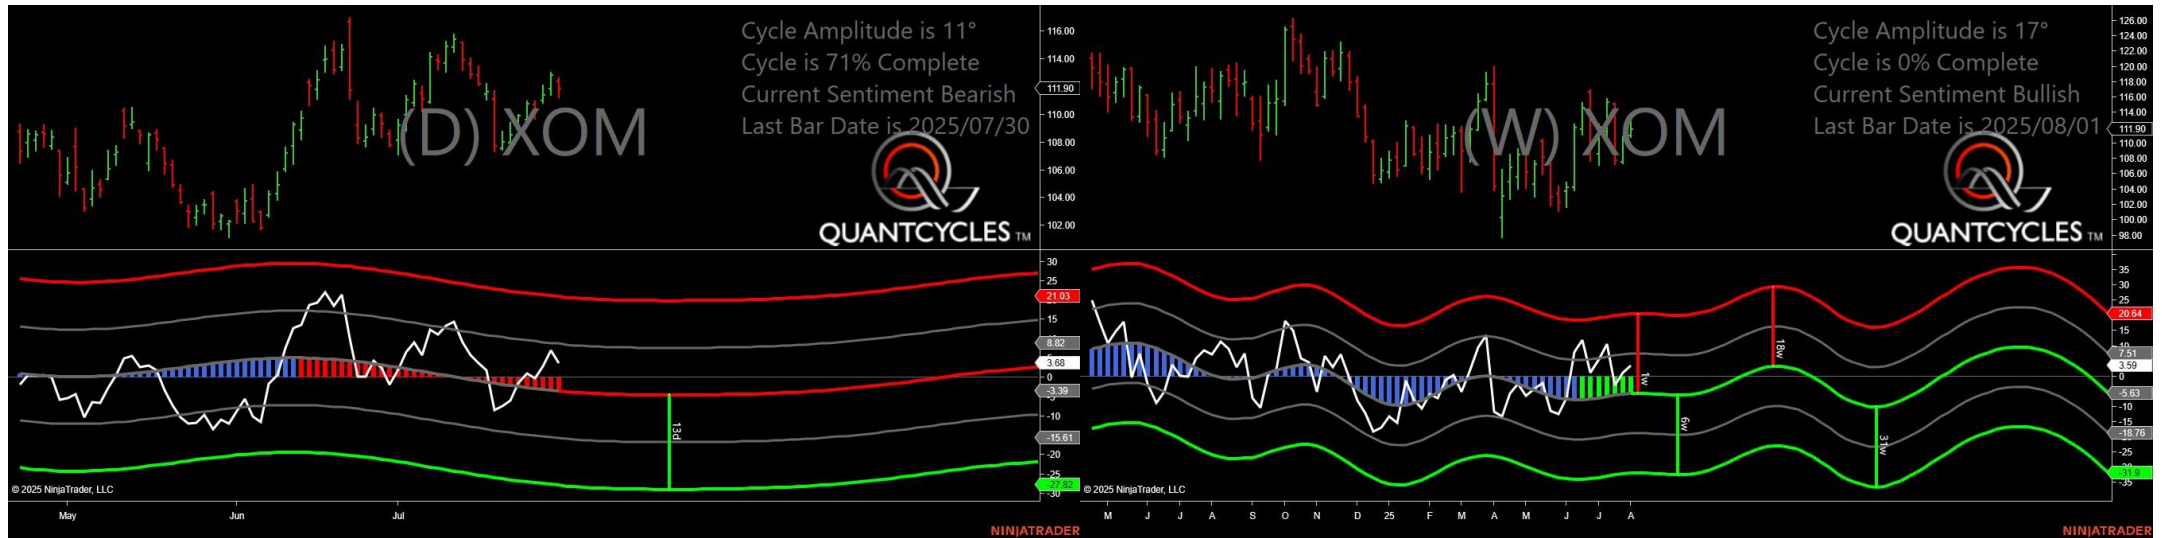 Cycle Amplitude is 11°
Cycle is 71% Complete
Current Sentiment Bearish
Last Bar Date is 2025/07/30
(D) XOM
QUANTCYCLES TM
116.00
114.00
111.90
110.00
108.00
106.00
104.00
102.00
30
25
21.03
15
8.82
3.68
0
-3.39
-10
-15.61
-20
-25
-27.82
-30
13d
© 2025 NinjaTrader, LLC
May
Jun
Jul
NINJATRADER
Cycle Amplitude is 17°
Cycle is 0% Complete
Current Sentiment Bullish
Last Bar Date is 2025/08/01
(W) XOM
QUANTCYCLES TM
126.00
124.00
122.00
120.00
118.00
116.00
114.00
111.90
110.00
108.00
106.00
104.00
102.00
100.00
98.00
35
30
25
20.64
15
10
7.51
3.59
0
-5.63
-10
-15
-18.76
-25
-31.9
-35
1w
6w
18w
31w
© 2025 NinjaTrader, LLC
M J J A S O N D 25 F M A M J J A
NINJATRADER